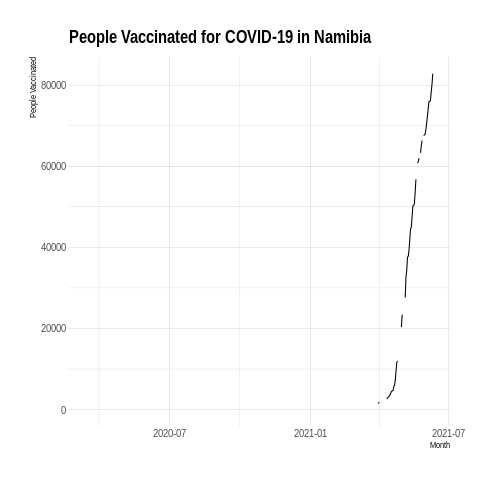 People Vaccinated for COVID-19 in Namibia
People Vaccinated
80000
60000
40000
20000
0
2020-07 2021-01 2021-07
Month